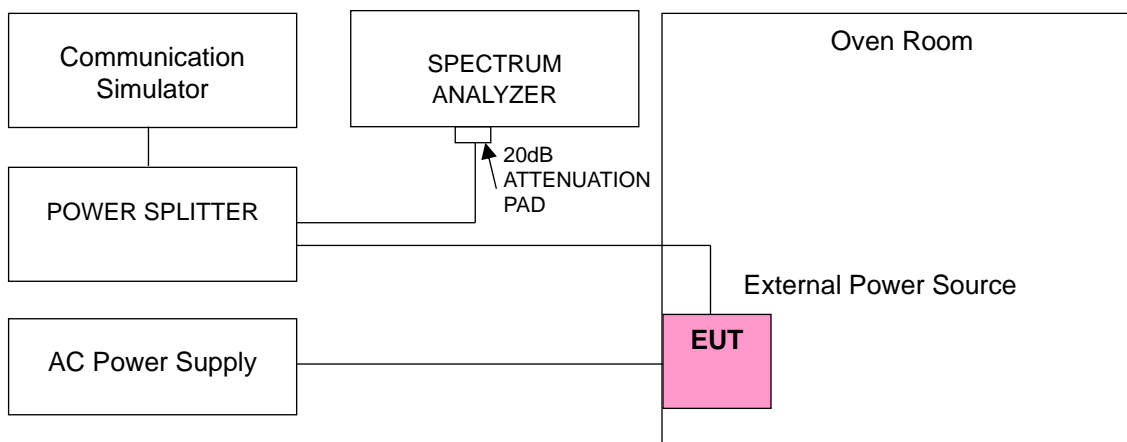 Communication
Simulator
SPECTRUM
ANALYZER
Oven Room
20dB
ATTENUATION
PAD
POWER SPLITTER
External Power Source
EUT
AC Power Supply